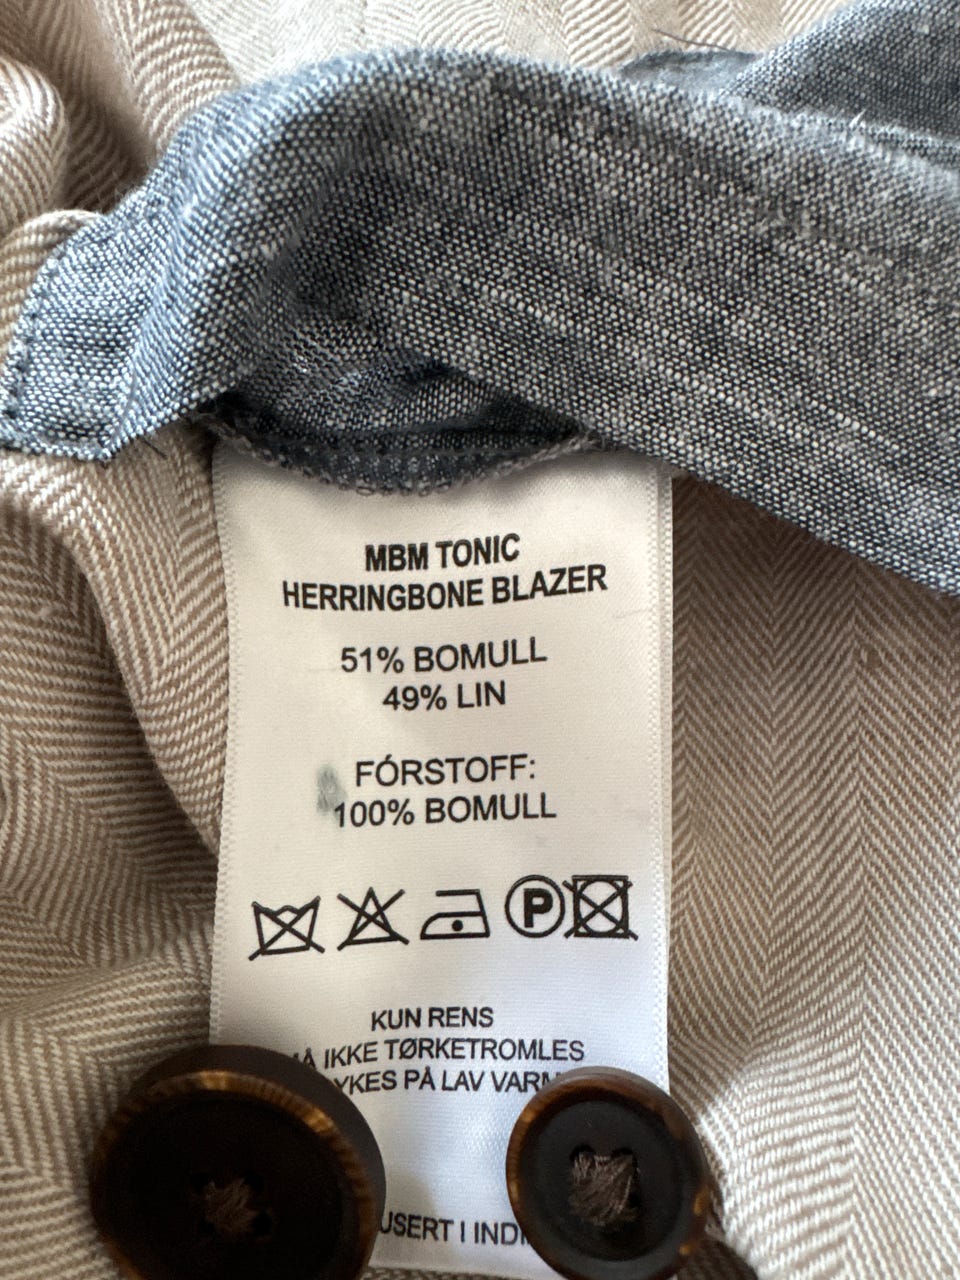 MBM TONIC
HERRINGBONE BLAZER
51% BOMULL
49% LIN
FÓRSTOFF:
100% BOMULL
P
KUN RENS
IKKE TØRKETROMLES
PÅ LAV
I